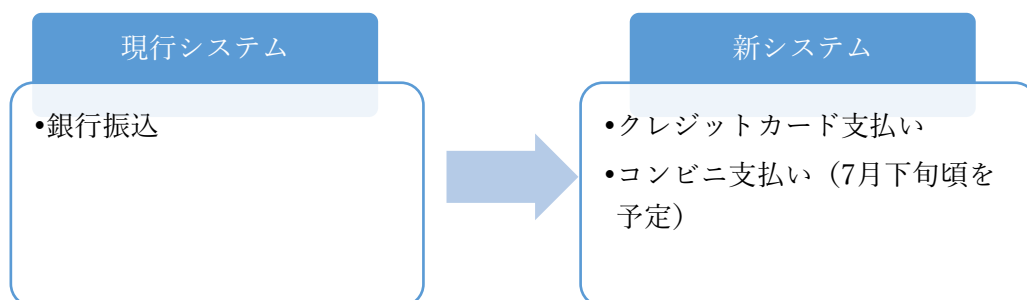 現行システム
•銀行振込
新システム
•クレジットカード支払い
•コンビニ支払い（7月下旬頃を
予定）